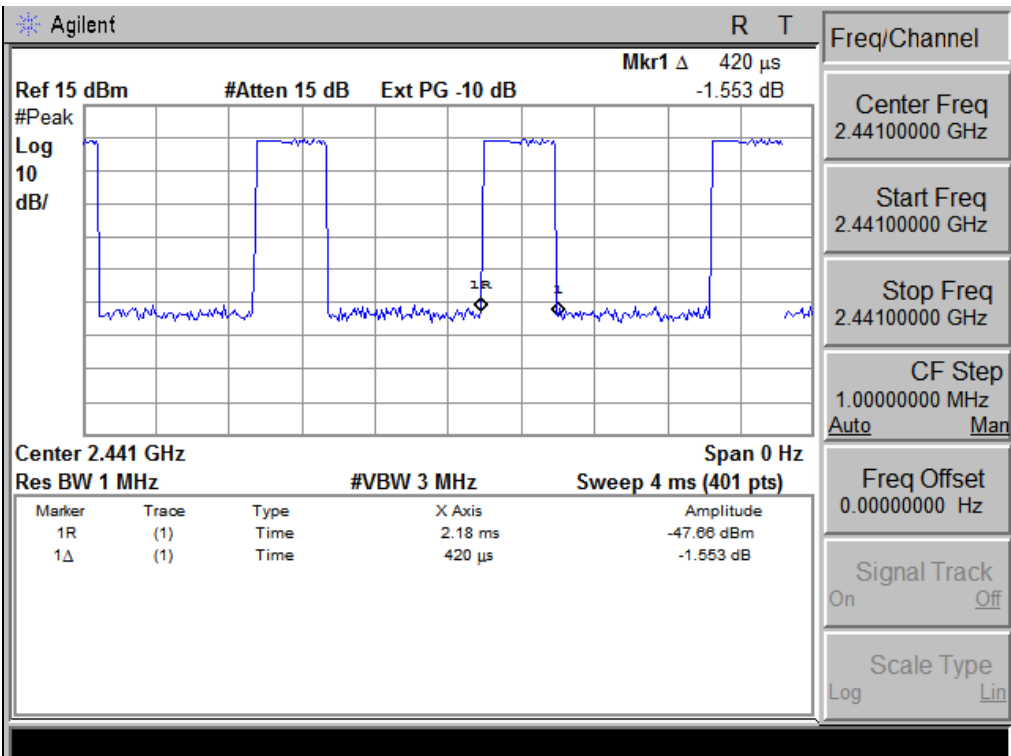 Agilent R T
Mkr1 Δ 420 μs
Ref 15 dBm #Atten 15 dB Ext PG -10 dB -1.553 dB
#Peak
Log
10
dB/
1R
1
Center 2.441 GHz Span 0 Hz
Res BW 1 MHz #VBW 3 MHz Sweep 4 ms (401 pts)
Marker Trace Type X Axis Amplitude
1R (1) Time 2.18 ms -47.66 dBm
1Δ (1) Time 420 μs -1.553 dB
Freq/Channel
Center Freq
2.44100000 GHz
Start Freq
2.44100000 GHz
Stop Freq
2.44100000 GHz
CF Step
1.00000000 MHz
Auto Man
Freq Offset
0.00000000 Hz
Signal Track
On Off
Scale Type
Log Lin